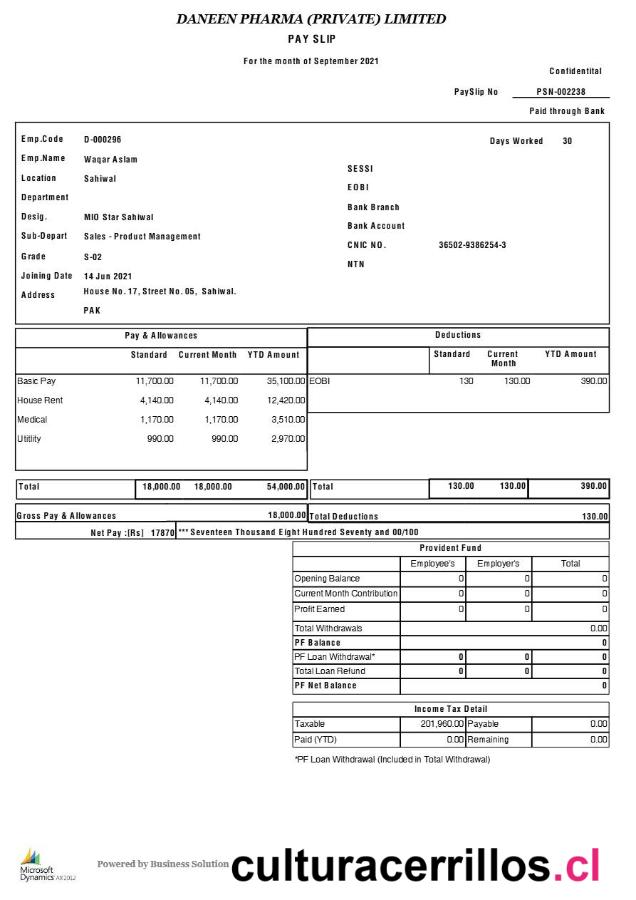 DANEEN PHARMA (PRIVATE) LIMITED
PAY SLIP
For the month of September 2021
Confidentital
PaySlip No PSN-002238
Paid through Bank
Emp.Code D-000296 Days Worked 30
Emp.Name Waqar Aslam
SESSI
Location Sahiwal
EOBI
Department
Bank Branch
Desig. MIO Star Sahiwal
Bank Account
Sub-Depart Sales - Product Management
CNIC NO. 36502-9386254-3
Grade S-02
NTN
Joining Date 14 Jun 2021
Address House No. 17, Street No. 05, Sahiwal.
PAK
Pay & Allowances Deductions
Standard Current Month YTD Amount Standard Current Month YTD Amount
Basic Pay 11,700.00 11,700.00 35,100.00 EOBI 130 130.00 390.00
House Rent 4,140.00 4,140.00 12,420.00
Medical 1,170.00 1,170.00 3,510.00
Utitlity 990.00 990.00 2,970.00
Total 18,000.00 18,000.00 54,000.00 Total 130.00 130.00 390.00
Gross Pay & Allowances 18,000.00 Total Deductions 130.00
Net Pay :[Rs] 17870 *** Seventeen Thousand Eight Hundred Seventy and 00/100
Provident Fund
Employee's Employer's Total
Opening Balance 0 0 0
Current Month Contribution 0 0 0
Profit Earned 0 0 0
Total Withdrawals 0.00
PF Balance 0
PF Loan Withdrawal* 0 0 0
Total Loan Refund 0 0 0
PF Net Balance 0
Income Tax Detail
Taxable 201,960.00 Payable 0.00
Paid (YTD) 0.00 Remaining 0.00
*PF Loan Withdrawal (Included in Total Withdrawal)
Microsoft
Dynamics AX 2012
Powered by Business Solution
culturacerrillos.cl